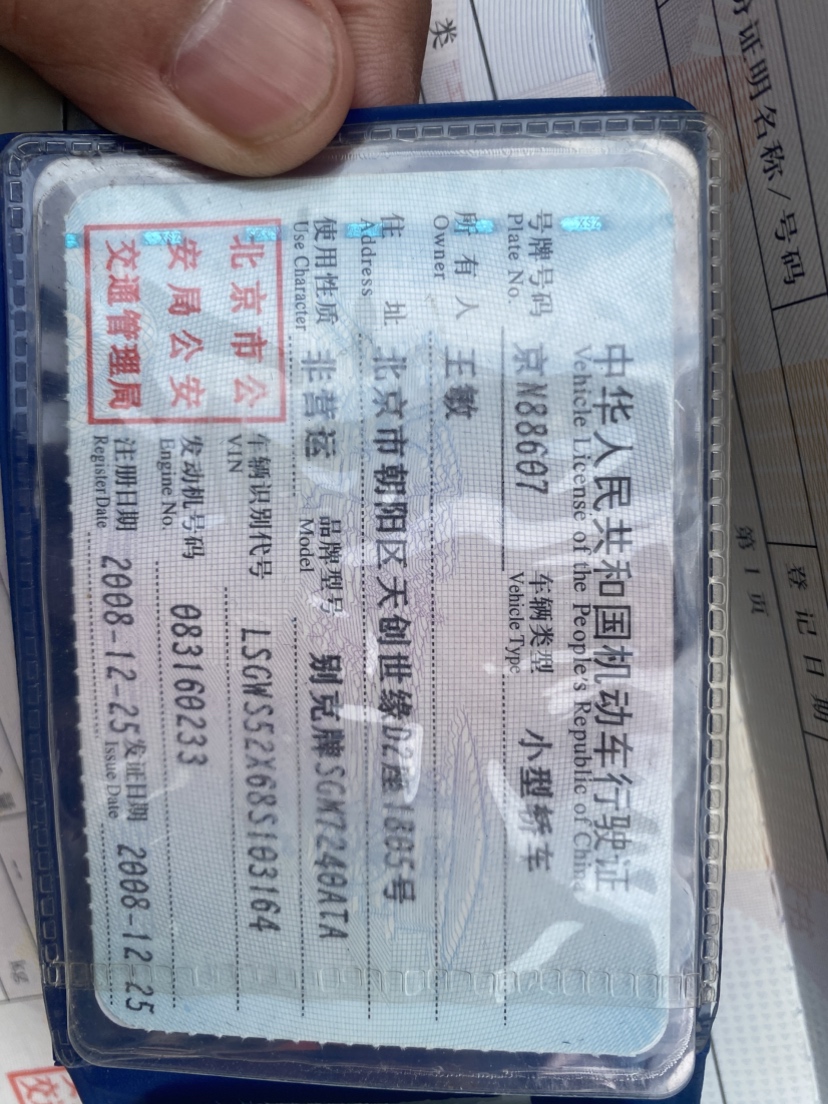 中华人民共和国机动车行驶证
Vehicle License of the People's Republic of China
号牌号码 京N88607 车辆类型 小型轿车
Plate No. Vehicle Type
所有人 王敏
Owner
住址 北京市朝阳区天创世缘D2座1805号
Address
使用性质 非营运 品牌型号 别克牌SGM7240ATA
Use Character Model
北京市公
安局公安
交通管理局
车辆识别代号 LSGWS52X68S103164
VIN
发动机号码 083160233
Engine No.
注册日期 2008-12-25 发证日期 2008-12-25
Register Date Issue Date
份证明名称/号码
登记日期
第 1 页
类
kg
交